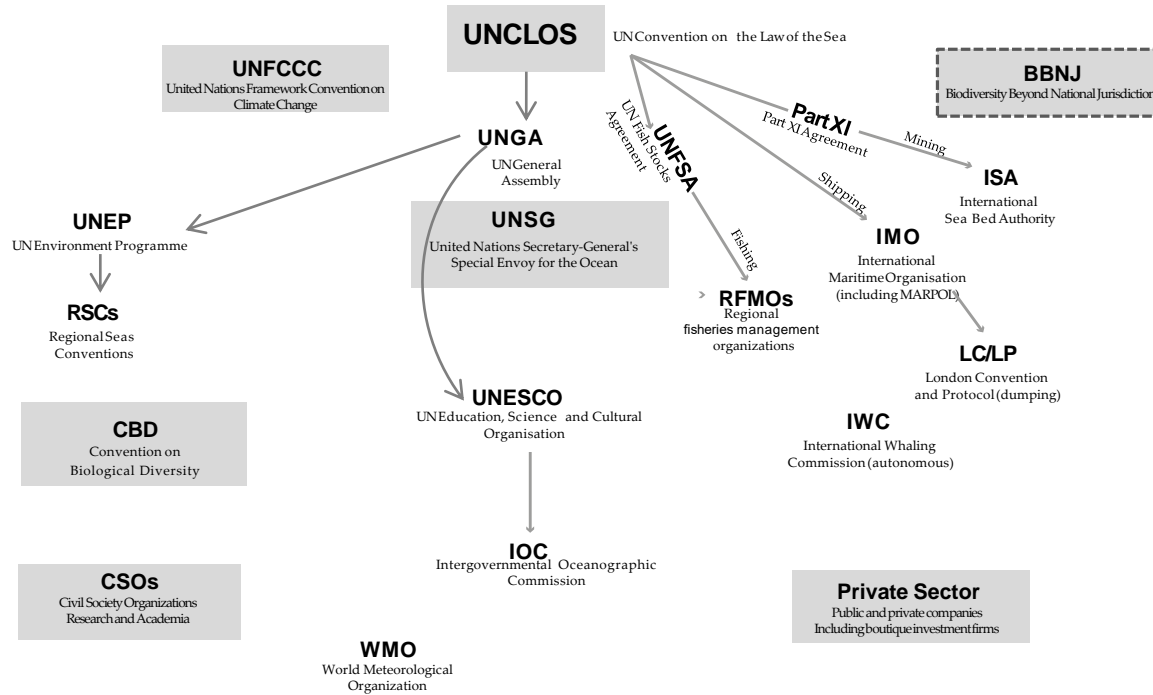 UNCLOS
UN Convention on the Law of the Sea
UNFCCC
United Nations Framework Convention on
Climate Change
BBNJ
Biodiversity Beyond National Jurisdiction
UNGA
UN General
Assembly
UN Fish Stocks
Agreement
UNFSA
Part XI
Part XI Agreement
Mining
ISA
International
Sea Bed Authority
Shipping
UNEP
UN Environment Programme
UNSG
United Nations Secretary-General's
Special Envoy for the Ocean
Fishing
IMO
International
Maritime Organisation
(including MARPOL)
RSCs
Regional Seas
Conventions
RFMOs
Regional
fisheries management
organizations
LC/LP
London Convention
and Protocol (dumping)
UNESCO
UN Education, Science and Cultural
Organisation
IWC
International Whaling
Commission (autonomous)
CBD
Convention on
Biological Diversity
IOC
Intergovernmental Oceanographic
Commission
CSOs
Civil Society Organizations
Research and Academia
Private Sector
Public and private companies
Including boutique investment firms
WMO
World Meteorological
Organization